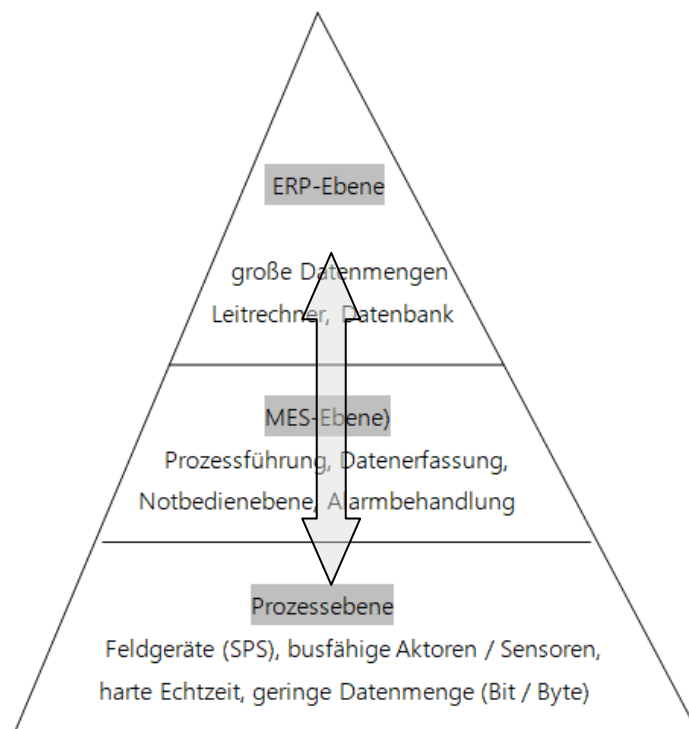 ERP-Ebene
große Datenmengen
Leitrechner, Datenbank
MES-Ebene)
Prozessführung, Datenerfassung,
Notbedienebene, Alarmbehandlung
Prozessebene
Feldgeräte (SPS), busfähige Aktoren / Sensoren,
harte Echtzeit, geringe Datenmenge (Bit / Byte)